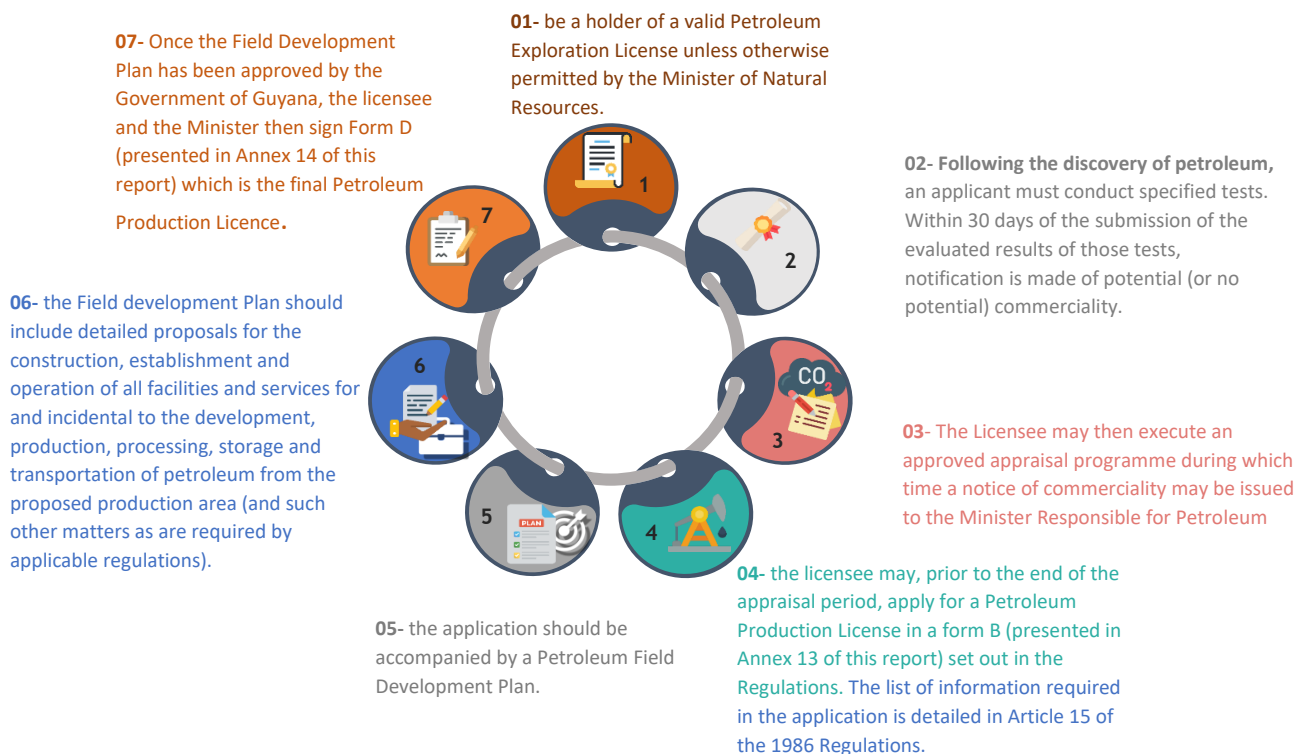 01- be a holder of a valid Petroleum
Exploration License unless otherwise
permitted by the Minister of Natural
Resources.
02- Following the discovery of petroleum,
an applicant must conduct specified tests.
Within 30 days of the submission of the
evaluated results of those tests,
notification is made of potential (or no
potential) commerciality.
03- The Licensee may then execute an
approved appraisal programme during which
time a notice of commerciality may be issued
to the Minister Responsible for Petroleum
04- the licensee may, prior to the end of the
appraisal period, apply for a Petroleum
Production License in a form B (presented in
Annex 13 of this report) set out in the
Regulations. The list of information required
in the application is detailed in Article 15 of
the 1986 Regulations.
05- the application should be
accompanied by a Petroleum Field
Development Plan.
06- the Field development Plan should
include detailed proposals for the
construction, establishment and
operation of all facilities and services for
and incidental to the development,
production, processing, storage and
transportation of petroleum from the
proposed production area (and such
other matters as are required by
applicable regulations).
07- Once the Field Development
Plan has been approved by the
Government of Guyana, the licensee
and the Minister then sign Form D
(presented in Annex 14 of this
report) which is the final Petroleum
Production Licence.
1
2
CO2
3
4
PLAN
5
6
7